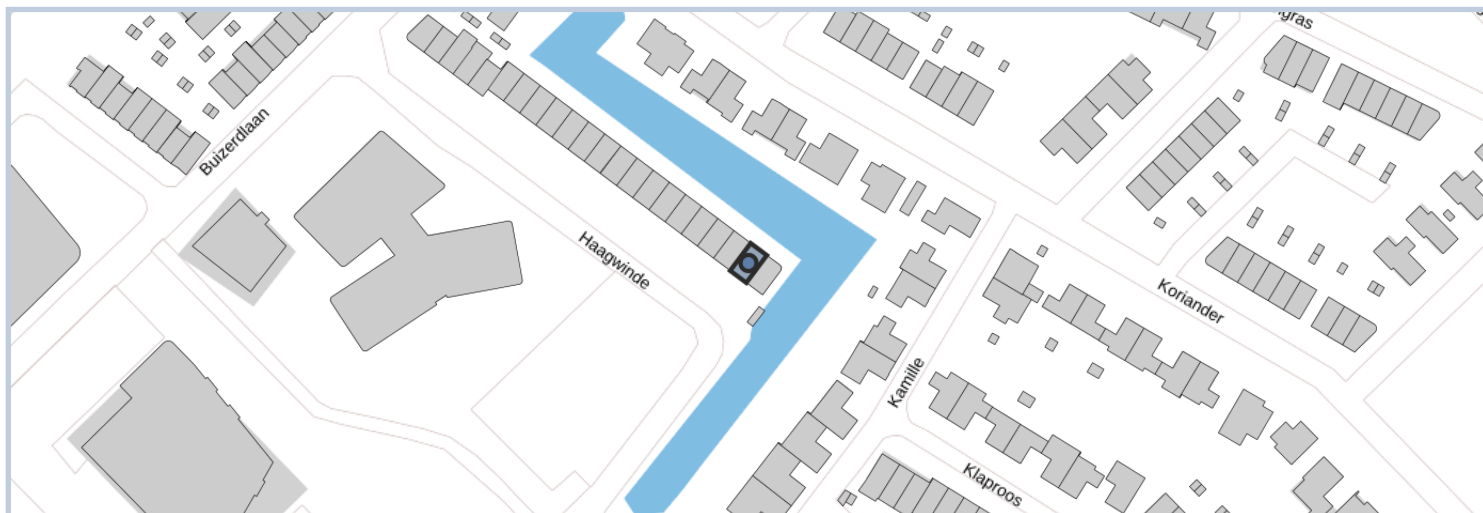 Buizerdlaan
Haagwinde
Koriander
Kamille
Klaproos